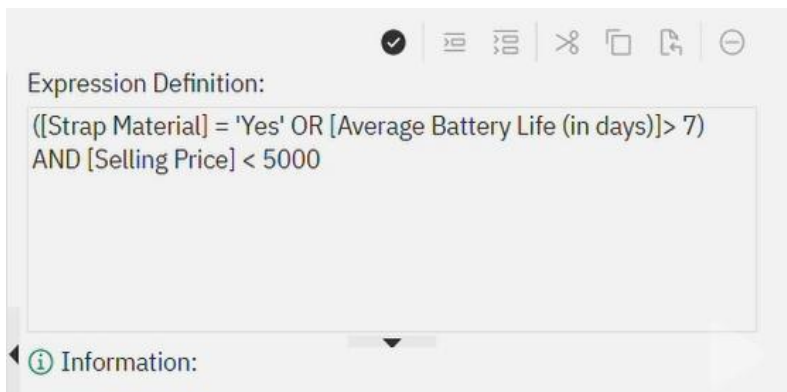 Expression Definition:
([Strap Material] = 'Yes' OR [Average Battery Life (in days)]> 7)
AND [Selling Price] < 5000
Information: